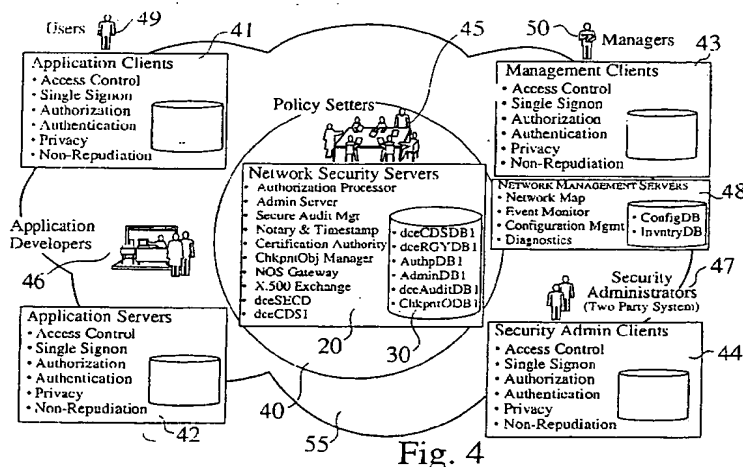 Users
49
41
Application Clients
• Access Control
• Single Signon
• Authorization
• Authentication
• Privacy
• Non-Repudiation
45
Policy Setters
50
Managers
43
Management Clients
• Access Control
• Single Signon
• Authorization
• Authentication
• Privacy
• Non-Repudiation
Network Security Servers
• Authorization Processor
• Admin Server
• Secure Audit Mgr
• Notary & Timestamp
• Certification Authority
• ChkpntObj Manager
• NOS Gateway
• X.500 Exchange
• dceSECD
• dceCDS1
20
• dceCDSDB1
• dceRGYDB1
• AuthpDB1
• AdminDB1
• dceAuditDB1
• ChkpntODB1
30
NETWORK MANAGEMENT SERVERS
• Network Map
• Event Monitor
• Configuration Mgmt
• Diagnostics
• ConfigDB
• InvntryDB
48
Application
Developers
46
47
Security
Administrators
(Two Party System)
Application Servers
• Access Control
• Single Signon
• Authorization
• Authentication
• Privacy
• Non-Repudiation
42
Security Admin Clients
• Access Control
• Single Signon
• Authorization
• Authentication
• Privacy
• Non-Repudiation
44
40
55
Fig. 4